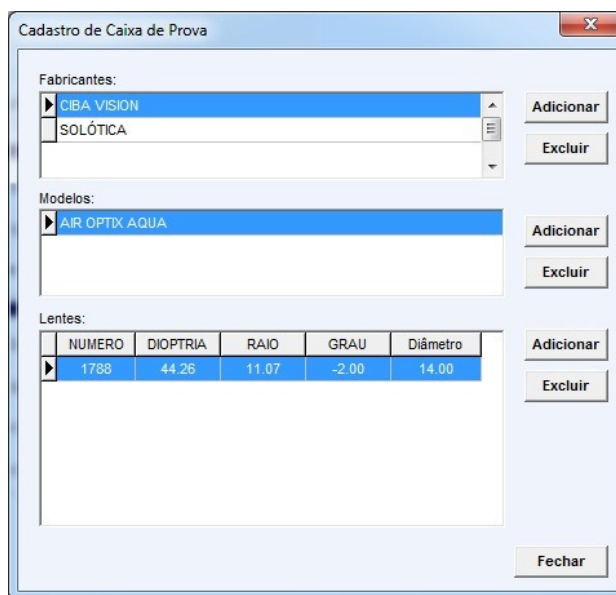 Cadastro de Caixa de Prova
Fabricantes:
CIBA VISION
SOLÓTICA
Adicionar
Excluir
Modelos:
AIR OPTIX AQUA
Adicionar
Excluir
Lentes:
NUMERO DIOPTRIA RAIO GRAU Diâmetro
1788 44.26 11.07 -2.00 14.00
Adicionar
Excluir
Fechar